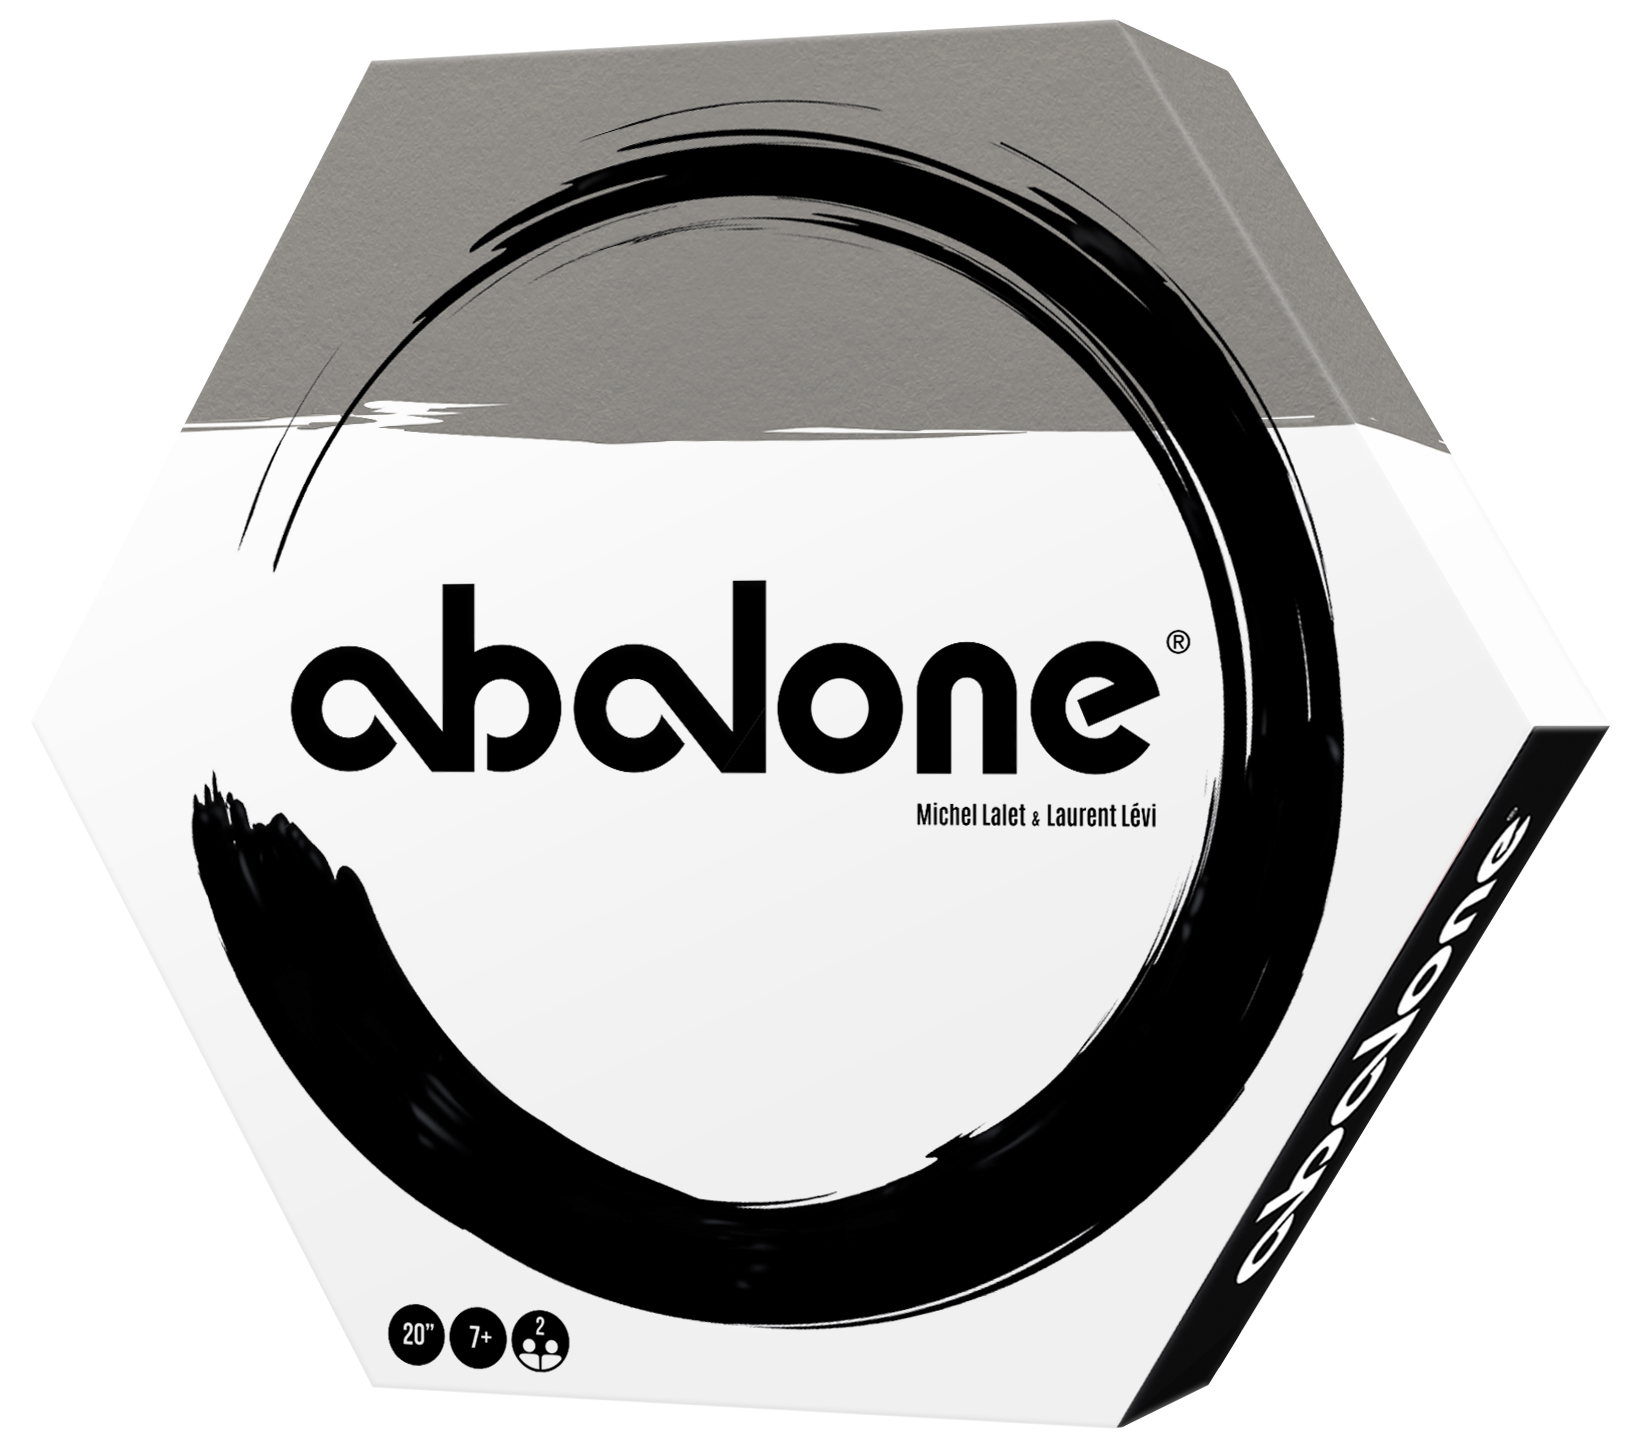 abalone®
Michel Lalet & Laurent Lévi
20” 7+ 2
abalone®